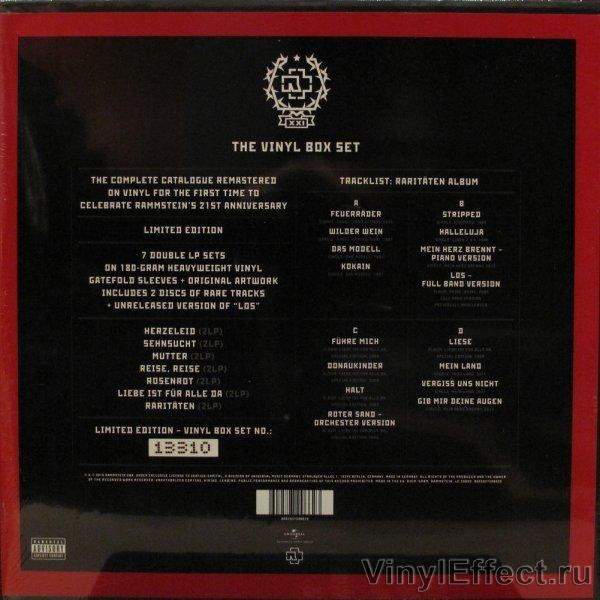 XXI
THE VINYL BOX SET
THE COMPLETE CATALOGUE REMASTERED
ON VINYL FOR THE FIRST TIME TO
CELEBRATE RAMMSTEIN'S 21ST ANNIVERSARY
LIMITED EDITION
7 DOUBLE LP SETS
ON 180-GRAM HEAVYWEIGHT VINYL
GATEFOLD SLEEVES + ORIGINAL ARTWORK
INCLUDES 2 DISCS OF RARE TRACKS
+ UNRELEASED VERSION OF "LOS"
HERZELEID (2LP)
SEHNSUCHT (2LP)
MUTTER (2LP)
REISE, REISE (2LP)
ROSENROT (2LP)
LIEBE IST FÜR ALLE DA (2LP)
RARITÄTEN (2LP)
LIMITED EDITION - VINYL BOX SET NO.:
13310
TRACKLIST: RARITÄTEN ALBUM
A
FEUERRÄDER
WILDER WEIN
DAS MODELL
KOKAIN
B
STRIPPED
HALLELUJA
MEIN HERZ BRENNT -
PIANO VERSION
LOS -
FULL BAND VERSION
C
FÜHRE MICH
DONAUKINDER
HALT
ROTER SAND -
ORCHESTER VERSION
D
LIESE
MEIN LAND
VERGISS UNS NICHT
GIB MIR DEINE AUGEN
PARENTAL
ADVISORY
EXPLICIT CONTENT
UNIVERSAL
VinylEffect.ru